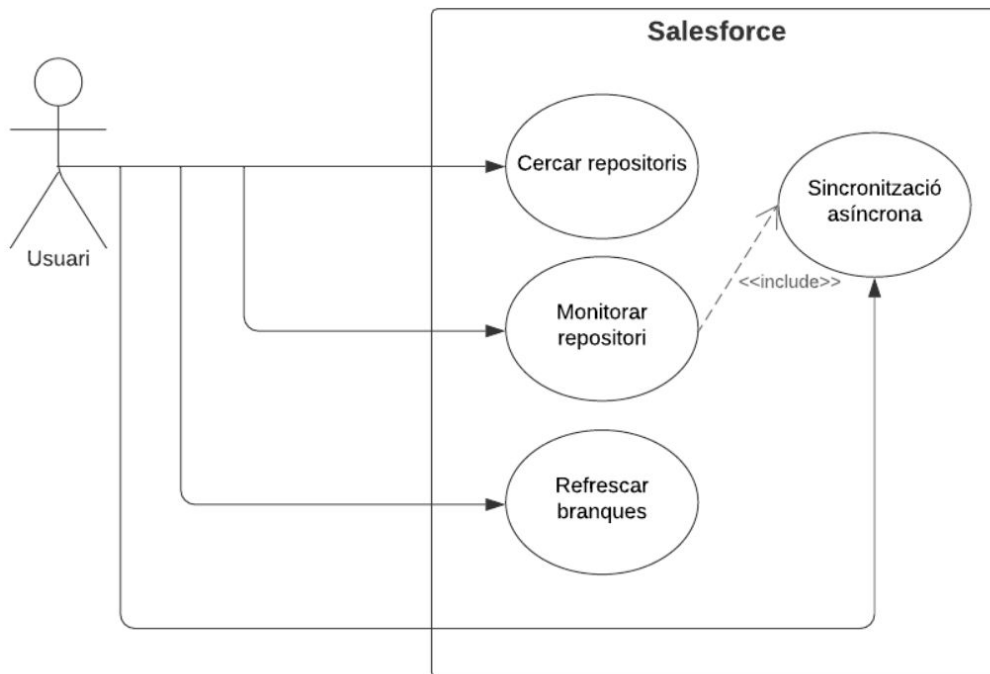 Salesforce
Cercar repositoris
Sincronització
asíncrona
Usuari
<<include>>
Monitorar
repositori
Refrescar
branques